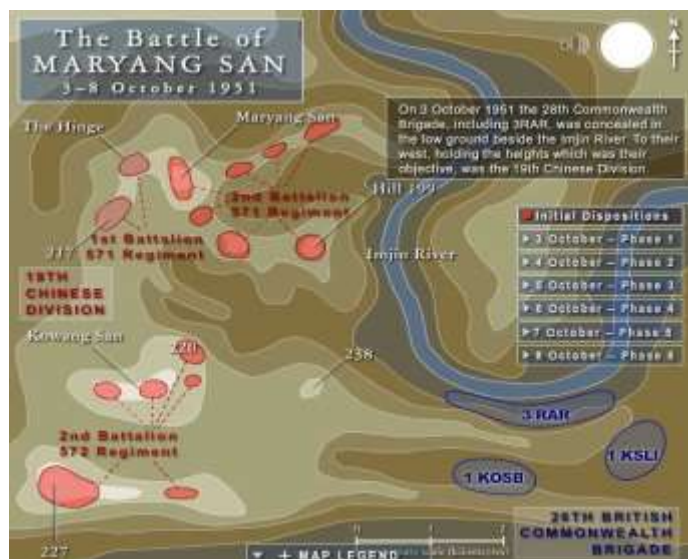 The Battle of
MARYANG SAN
3–8 October 1951
N
The Hinge
Maryang San
On 3 October 1951 the 28th Commonwealth
Brigade, including 3RAR, was concealed in
the low ground beside the Imjin River. To their
west, holding the heights which was their
objective, was the 19th Chinese Division
2nd Battalion
571 Regiment
Hill 199
Initial Dispositions
3 October – Phase 1
4 October – Phase 2
5 October – Phase 3
6 October – Phase 4
7 October – Phase 5
8 October – Phase 6
217
1st Battalion
571 Regiment
Imjin River
19TH
CHINESE
DIVISION
Kowang San
220
238
3 RAR
2nd Battalion
572 Regiment
1 KSLI
1 KOSB
28TH BRITISH
COMMONWEALTH
BRIGADE
227
+ MAP LEGEND